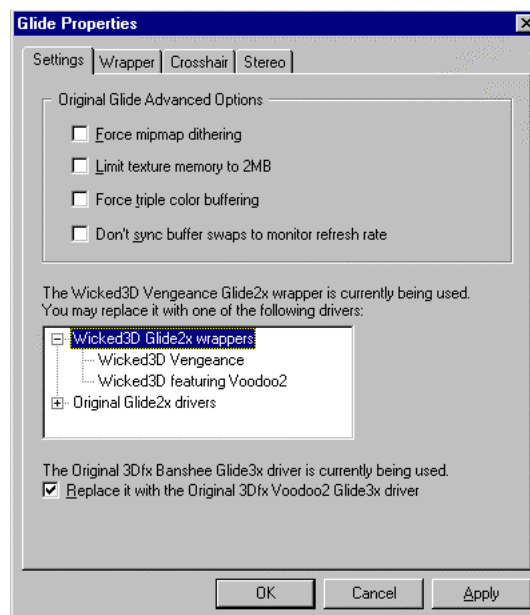 Glide Properties
Settings Wrapper Crosshair Stereo
Original Glide Advanced Options
Force mipmap dithering
Limit texture memory to 2MB
Force triple color buffering
Don't sync buffer swaps to monitor refresh rate
The Wicked3D Vengeance Glide2x wrapper is currently being used.
You may replace it with one of the following drivers:
Wicked3D Glide2x wrappers
Wicked3D Vengeance
Wicked3D featuring Voodoo2
Original Glide2x drivers
The Original 3Dfx Banshee Glide3x driver is currently being used.
Replace it with the Original 3Dfx Voodoo2 Glide3x driver
OK Cancel Apply